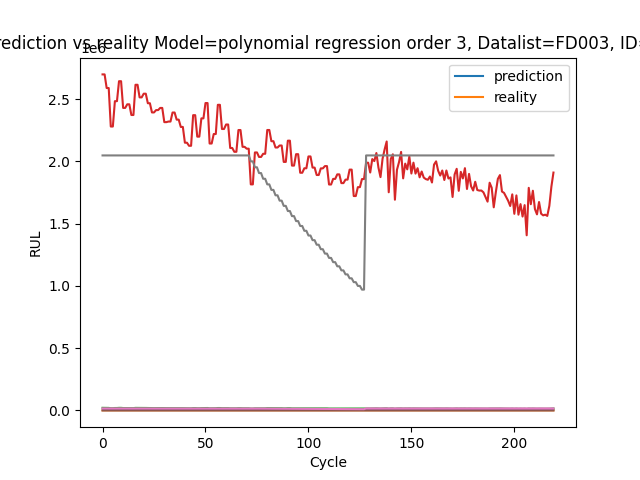 rediction vs reality Model=polynomial regression order 3, Datalist=FD003, ID=
1e6
prediction
reality
2.5
2.0
1.5
1.0
0.5
0.0
RUL
0
50
100
150
200
Cycle